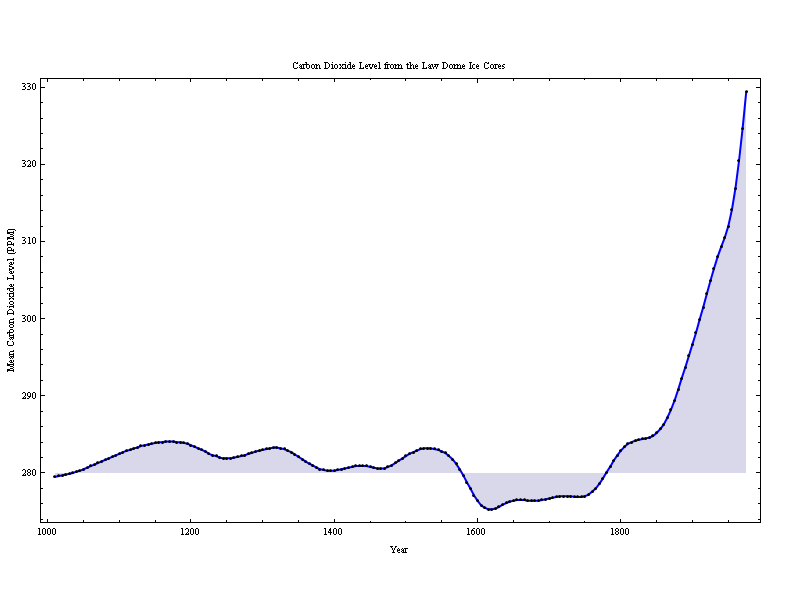 Carbon Dioxide Level from the Law Dome Ice Cores
330
320
310
300
290
280
Mean Carbon Dioxide Level (PPM)
1000 1200 1400 1600 1800
Year